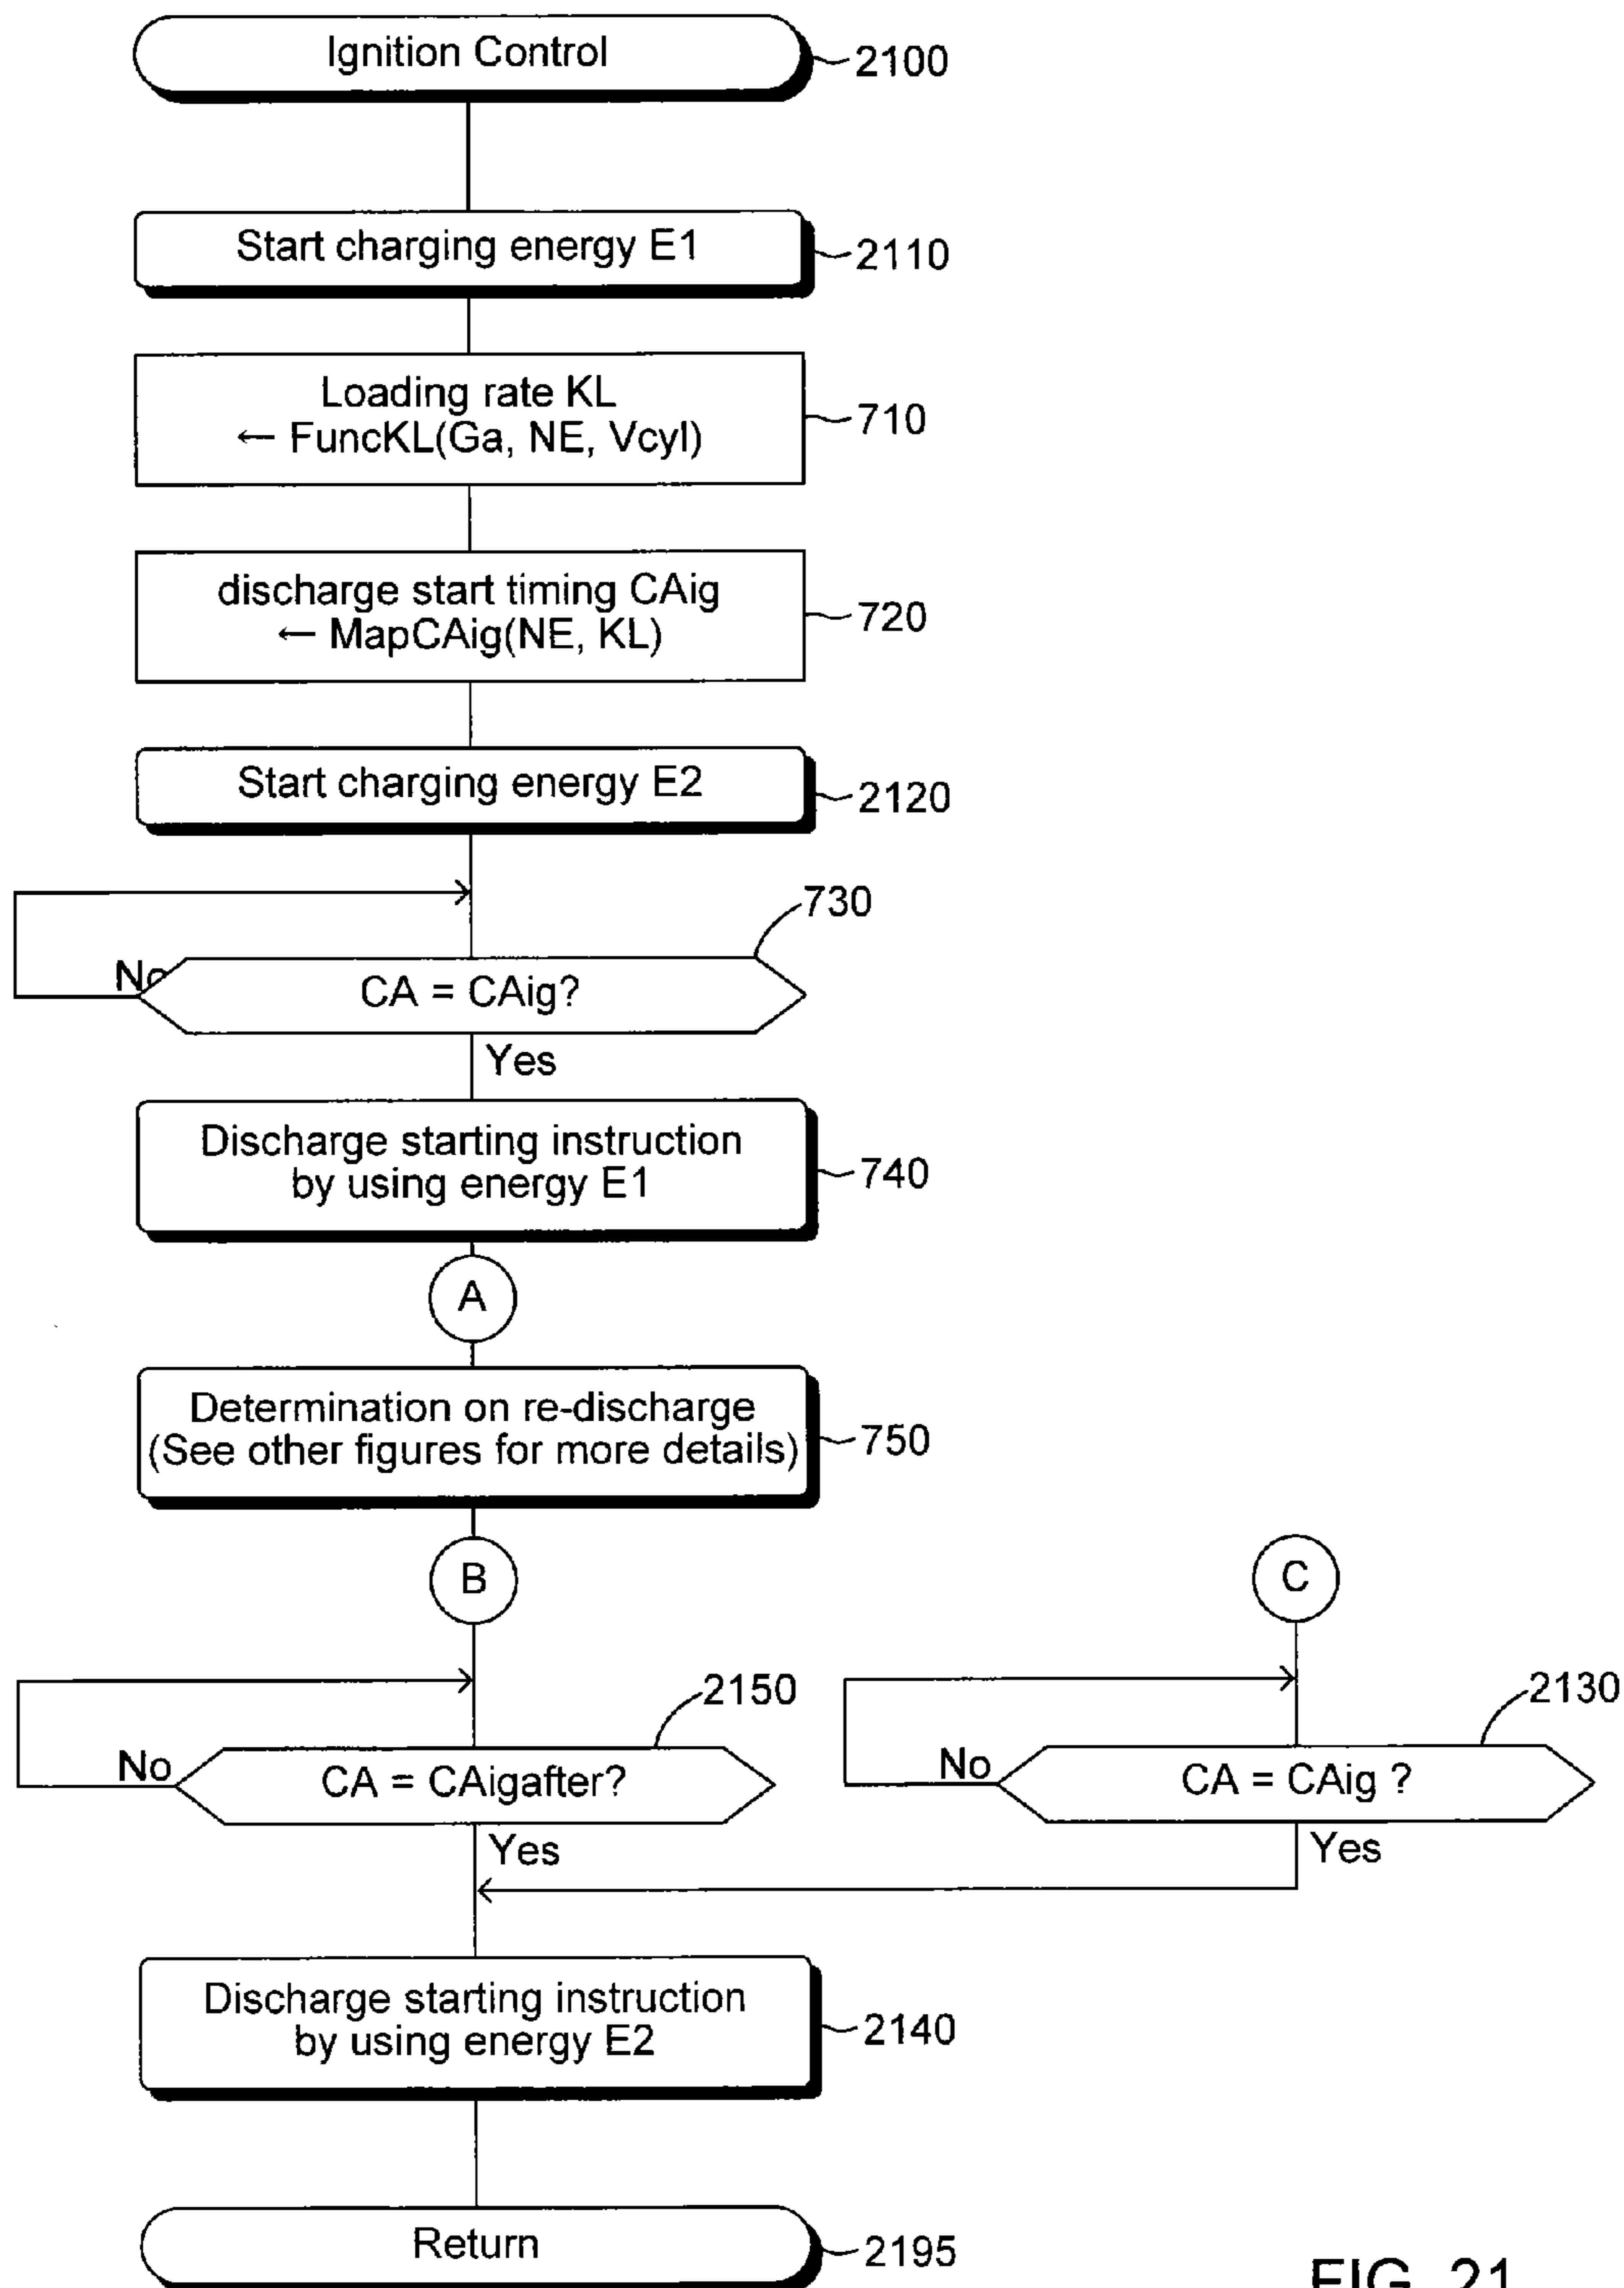 Ignition Control
2100
Start charging energy E1
2110
Loading rate KL
← FuncKL(Ga, NE, Vcyl)
710
discharge start timing CAig
← MapCAig(NE, KL)
720
Start charging energy E2
2120
730
No
CA = CAig?
Yes
Discharge starting instruction
by using energy E1
740
A
Determination on re-discharge
(See other figures for more details)
750
B
C
2150
2130
No
CA = CAigafter?
No
CA = CAig ?
Yes
Yes
Discharge starting instruction
by using energy E2
2140
Return
2195
FIG. 21